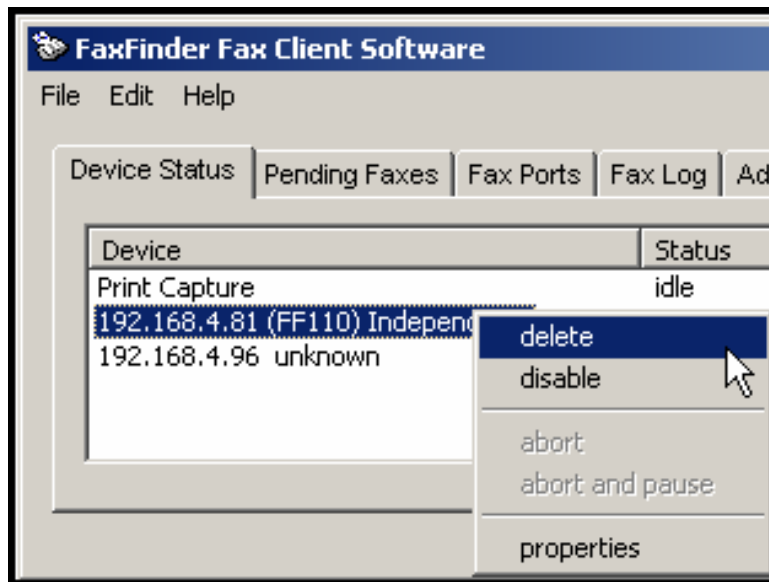 FaxFinder Fax Client Software
File Edit Help
Device Status Pending Faxes Fax Ports Fax Log
Device Status
Print Capture idle
192.168.4.81 (FF110)
192.168.4.96 unknown
delete
disable
abort
abort and pause
properties